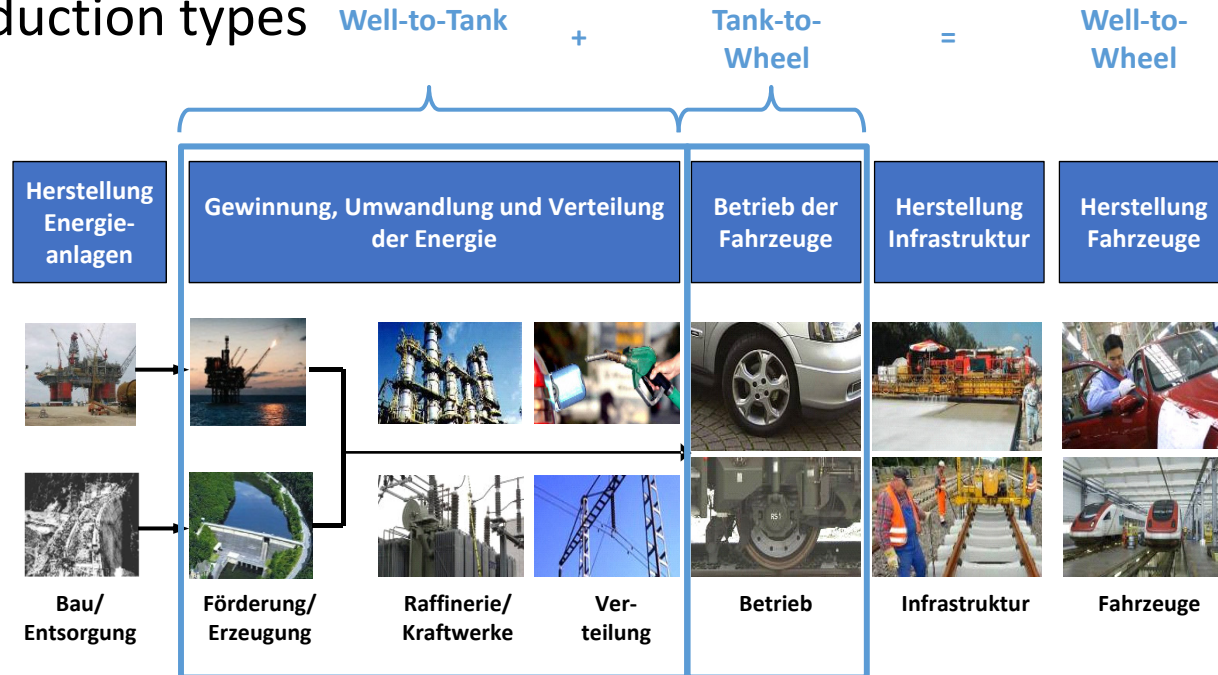 duction types
Well-to-Tank
+
Tank-to-
Wheel
=
Well-to-
Wheel
Herstellung
Energie-
anlagen
Gewinnung, Umwandlung und Verteilung
der Energie
Betrieb der
Fahrzeuge
Herstellung
Infrastruktur
Herstellung
Fahrzeuge
RS1
Bau/
Entsorgung
Förderung/
Erzeugung
Raffinerie/
Kraftwerke
Ver-
teilung
Betrieb
Infrastruktur
Fahrzeuge